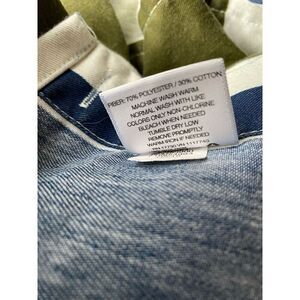 FIBER: 70% POLYESTER / 30% COTTON
MACHINE WASH WARM
NORMAL WASH WITH LIKE
COLORS ONLY NON-CHLORINE
BLEACH WHEN NEEDED
TUMBLE DRY LOW
REMOVE PROMPTLY
WARM IRON IF NEEDED